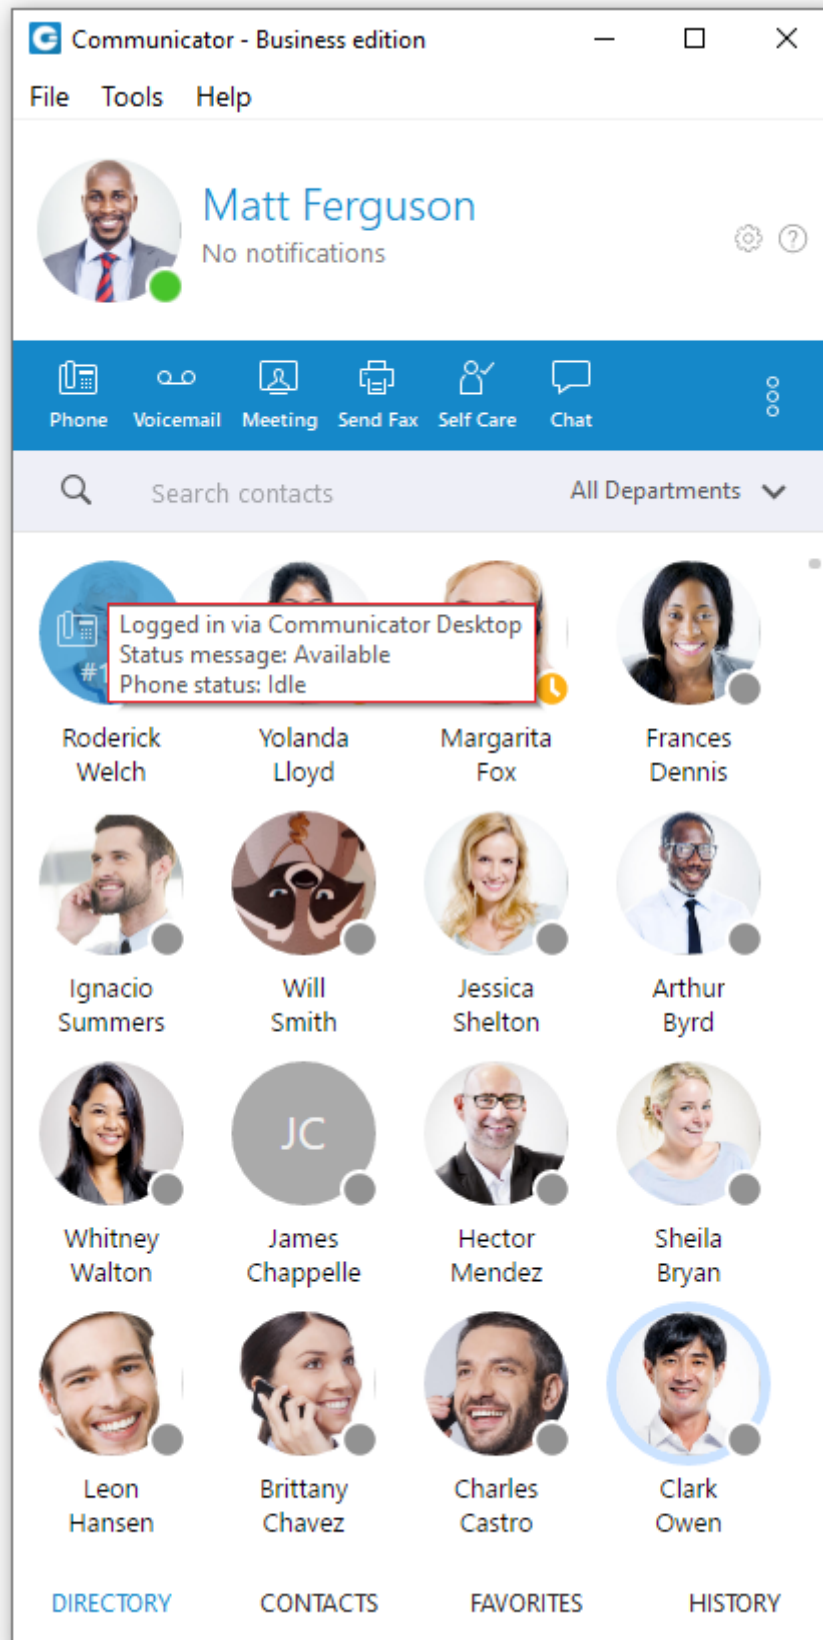 Communicator - Business edition
File Tools Help
Matt Ferguson
No notifications
Phone Voicemail Meeting Send Fax Self Care Chat
Search contacts All Departments
Logged in via Communicator Desktop
#1
Status message: Available
Phone status: Idle
Roderick Yolanda Margarita Frances
Welch Lloyd Fox Dennis
Ignacio Will Jessica Arthur
Summers Smith Shelton Byrd
JC
Whitney James Hector Sheila
Walton Chappelle Mendez Bryan
Leon Brittany Charles Clark
Hansen Chavez Castro Owen
DIRECTORY CONTACTS FAVORITES HISTORY